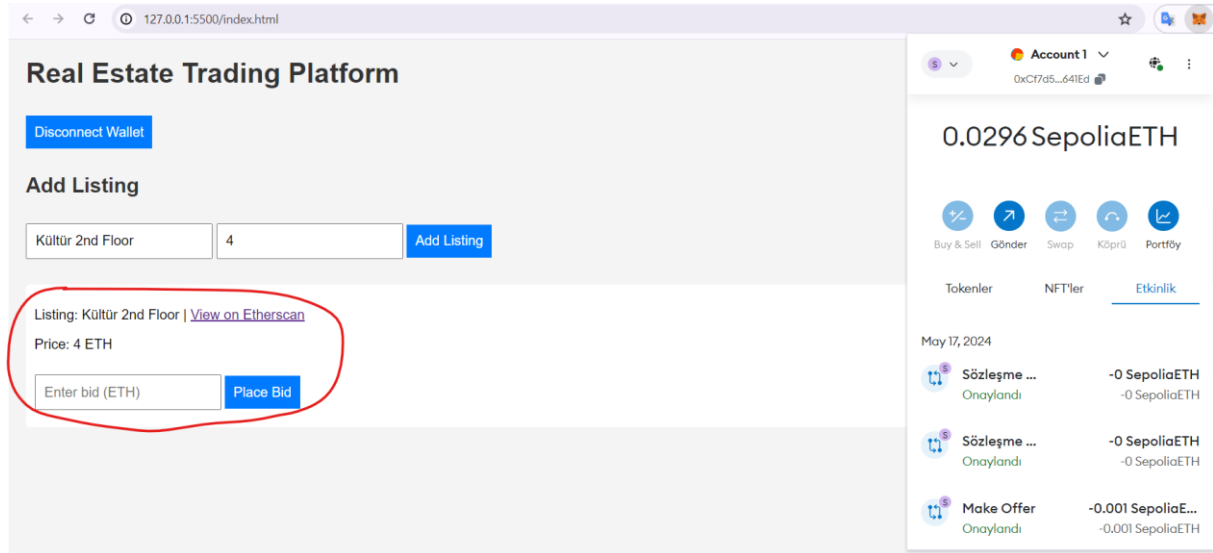 127.0.0.1:5500/index.html
Real Estate Trading Platform
Disconnect Wallet
Add Listing
Kültür 2nd Floor
4
Add Listing
Listing: Kültür 2nd Floor | View on Etherscan
Price: 4 ETH
Enter bid (ETH)
Place Bid
S
Account 1
0xCf7d5...641Ed
0.0296 SepoliaETH
Buy & Sell
Gönder
Swap
Köprü
Portföy
Tokenler
NFT'ler
Etkinlik
May 17, 2024
S
Sözleşme ...
-0 SepoliaETH
Onaylandı
-0 SepoliaETH
S
Sözleşme ...
-0 SepoliaETH
Onaylandı
-0 SepoliaETH
S
Make Offer
-0.001 SepoliaE...
Onaylandı
-0.001 SepoliaETH